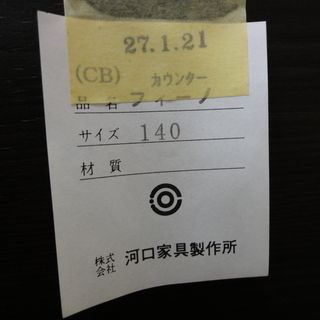 27.1.21
(CB) カウンター
品名 フィーノ
サイズ 140
材質
株式会社 河口家具製作所